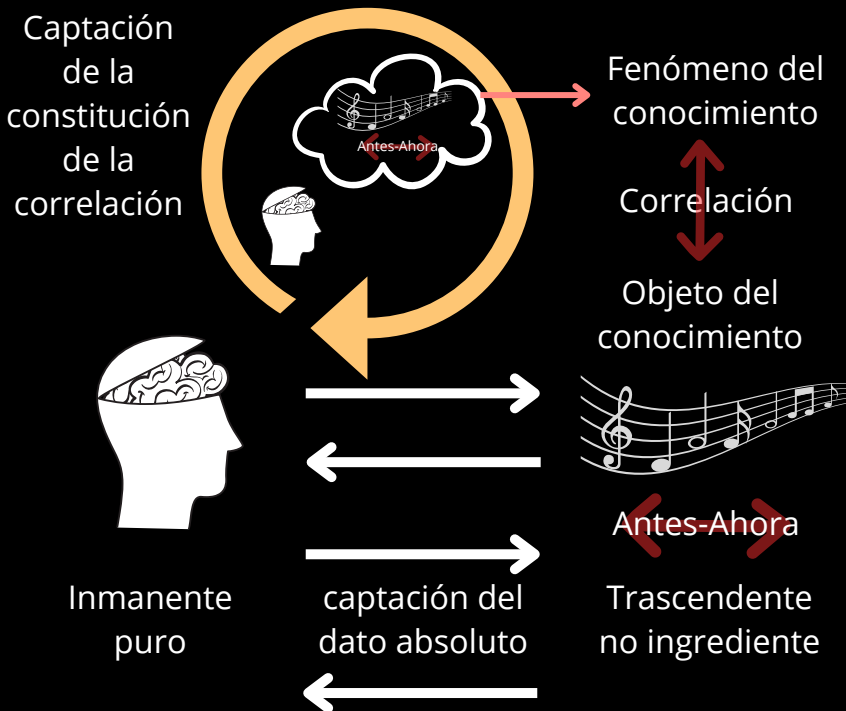 Captación
de la
constitución
de la
correlación
Antes-Ahora
Fenómeno del
conocimiento
Correlación
Objeto del
conocimiento
Antes-Ahora
Inmanente
puro
captación del
dato absoluto
Trascendente
no ingrediente